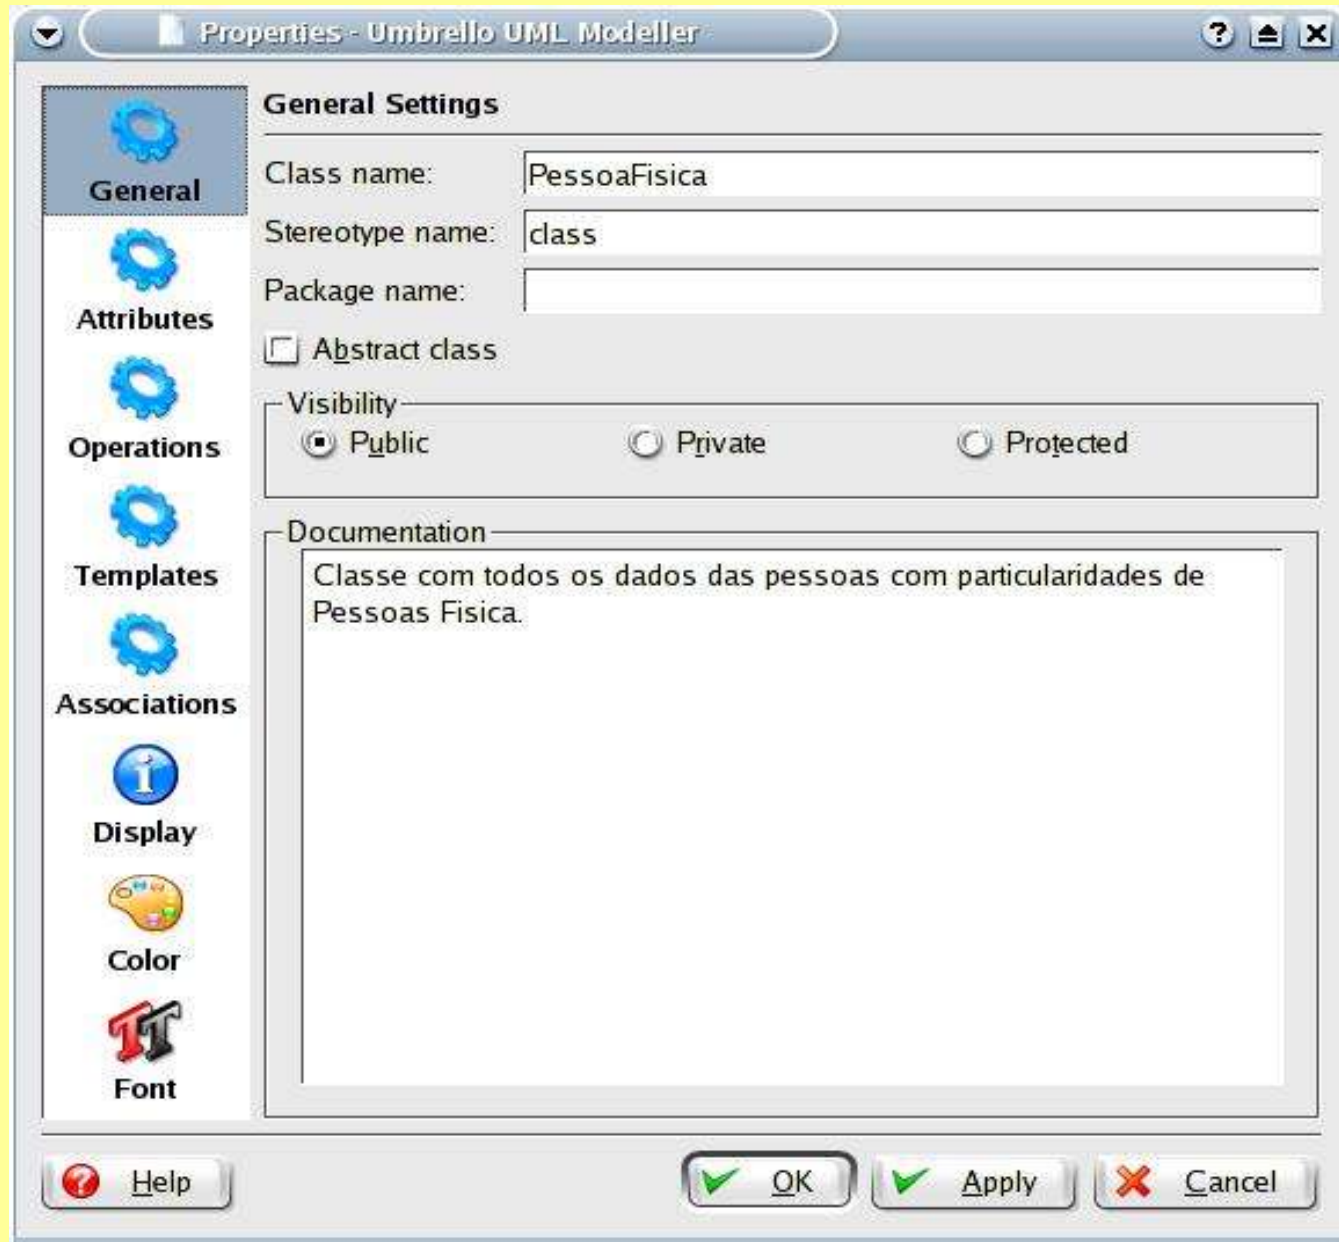 Properties - Umbrello UML Modeller
General
Attributes
Operations
Templates
Associations
Display
Color
Font
General Settings
Class name: PessoaFisica
Stereotype name: class
Package name:
Abstract class
Visibility
Public Private Protected
Documentation
Classe com todos os dados das pessoas com particularidades de
Pessoas Fisica.
Help OK Apply Cancel